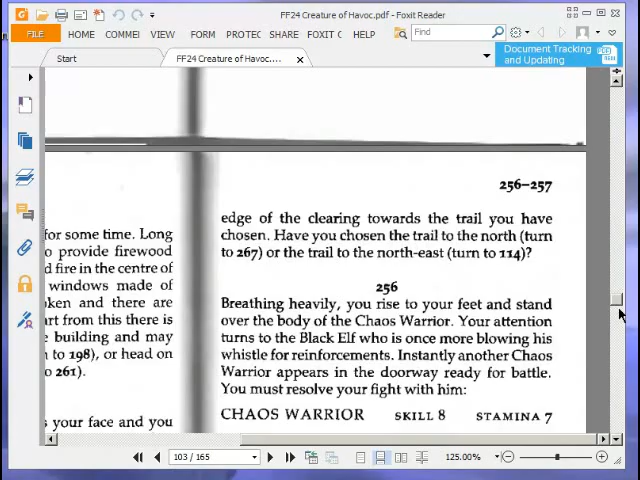 FF24 Creature of Havoc.pdf - Foxit Reader
FILE HOME COMMEI VIEW FORM PROTEC SHARE FOXIT C HELP Find
Start FF24 Creature of Havoc....
Document Tracking
and Updating
256–257
edge of the clearing towards the trail you have
chosen. Have you chosen the trail to the north (turn
to 267) or the trail to the north-east (turn to 114)?
256
Breathing heavily, you rise to your feet and stand
over the body of the Chaos Warrior. Your attention
turns to the Black Elf who is once more blowing his
whistle for reinforcements. Instantly another Chaos
Warrior appears in the doorway ready for battle.
You must resolve your fight with him:
CHAOS WARRIOR SKILL 8 STAMINA 7
for some time. Long
o provide firewood
d fire in the centre of
windows made of
ken and there are
art from this there is
e building and may
n to 198), or head on
o 261).
s your face and you
103 / 165
125.00%